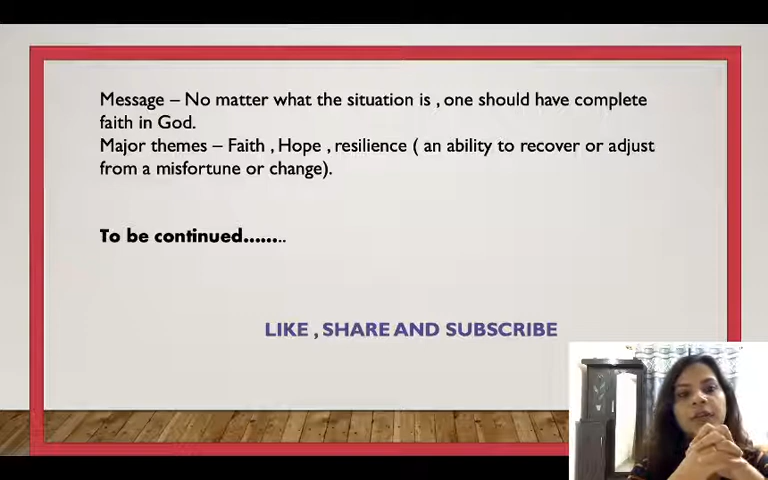 Message – No matter what the situation is , one should have complete
faith in God.
Major themes – Faith , Hope , resilience ( an ability to recover or adjust
from a misfortune or change).
To be continued……..
LIKE , SHARE AND SUBSCRIBE